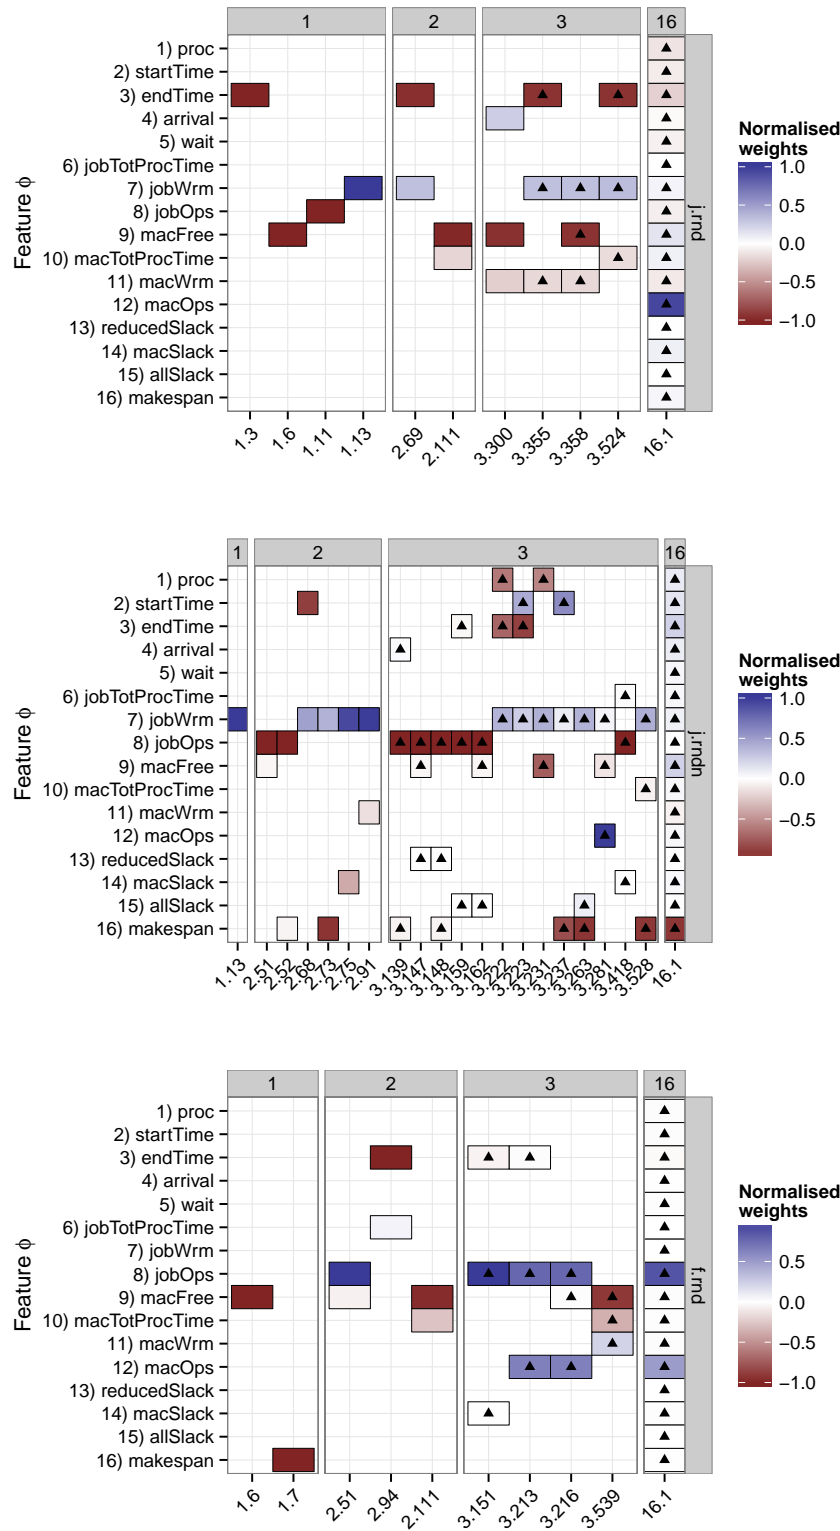 1 2 3 16
1) proc
2) startTime
3) endTime
4) arrival
5) wait
6) jobTotProcTime
7) jobWrm
8) jobOps
9) macFree
10) macTotProcTime
11) macWrm
12) macOps
13) reducedSlack
14) macSlack
15) allSlack
16) makespan
Feature ϕ
j.rnd
1.3 1.6 1.11 1.13 2.69 2.111 3.300 3.355 3.358 3.524 16.1
Normalised
weights
1.0
0.5
0.0
−0.5
−1.0
1 2 3 16
1) proc
2) startTime
3) endTime
4) arrival
5) wait
6) jobTotProcTime
7) jobWrm
8) jobOps
9) macFree
10) macTotProcTime
11) macWrm
12) macOps
13) reducedSlack
14) macSlack
15) allSlack
16) makespan
Feature ϕ
j.rndn
1.13 2.51 2.52 2.68 2.73 2.75 2.91 3.139 3.147 3.148 3.159 3.162 3.222 3.223 3.231 3.237 3.263 3.281 3.418 3.528 16.1
Normalised
weights
1.0
0.5
0.0
−0.5
1 2 3 16
1) proc
2) startTime
3) endTime
4) arrival
5) wait
6) jobTotProcTime
7) jobWrm
8) jobOps
9) macFree
10) macTotProcTime
11) macWrm
12) macOps
13) reducedSlack
14) macSlack
15) allSlack
16) makespan
Feature ϕ
f.rnd
1.6 1.7 2.51 2.94 2.111 3.151 3.213 3.216 3.539 16.1
Normalised
weights
0.5
0.0
−0.5
−1.0